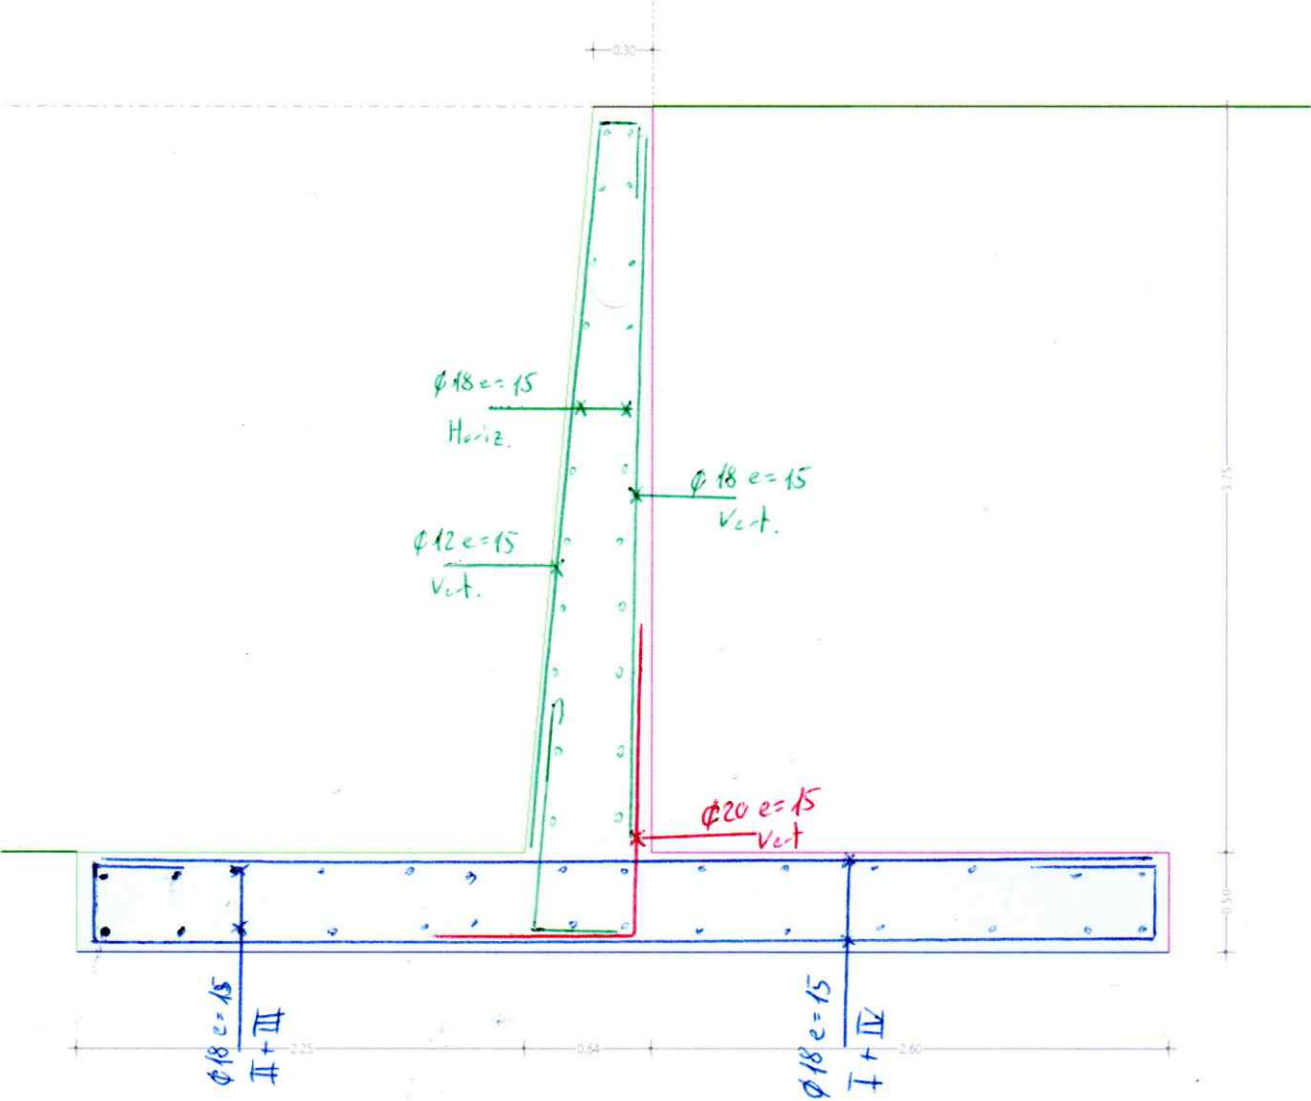 0.30
ϕ18 e=15
Horiz.
3.75
ϕ18 e=15
Vert.
ϕ12 e=15
Vert.
ϕ20 e=15
Vert
0.50
ϕ18 e=15
II + III
ϕ18 e=15
I + IV
2.25
0.64
2.60